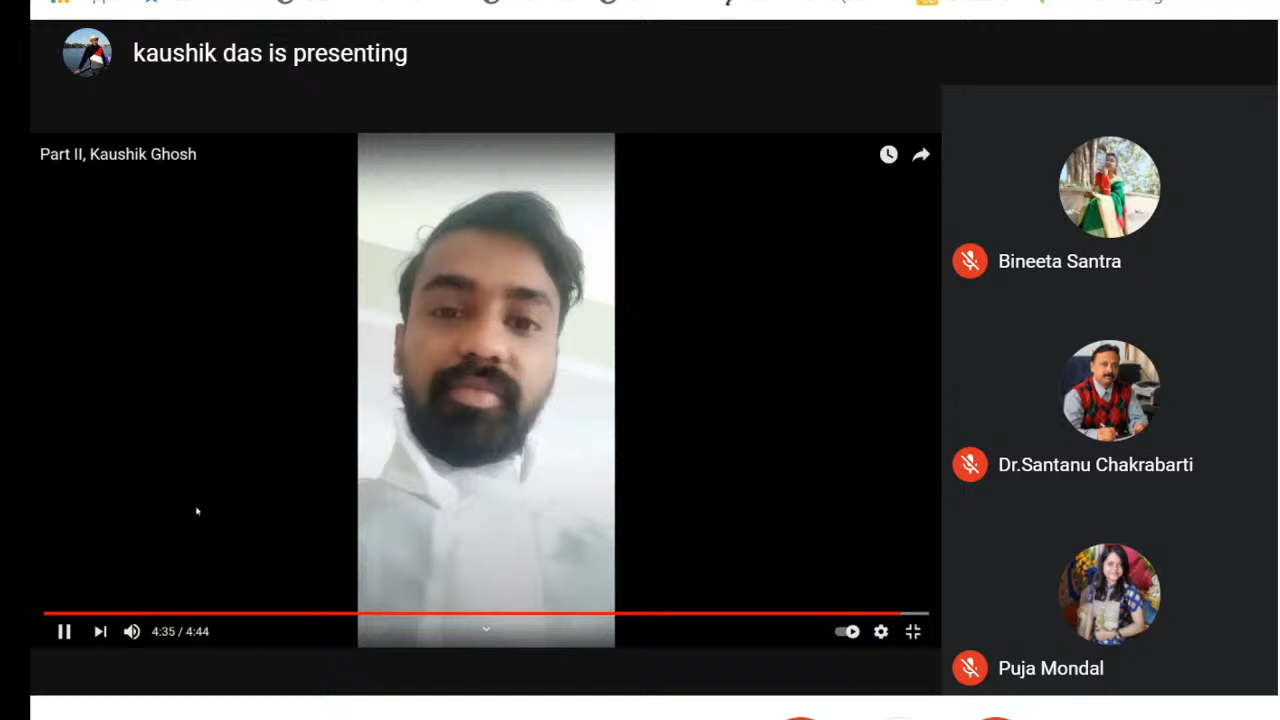 kaushik das is presenting
Part II, Kaushik Ghosh
Bineeta Santra
Dr.Santanu Chakrabarti
Puja Mondal
4:35 / 4:44